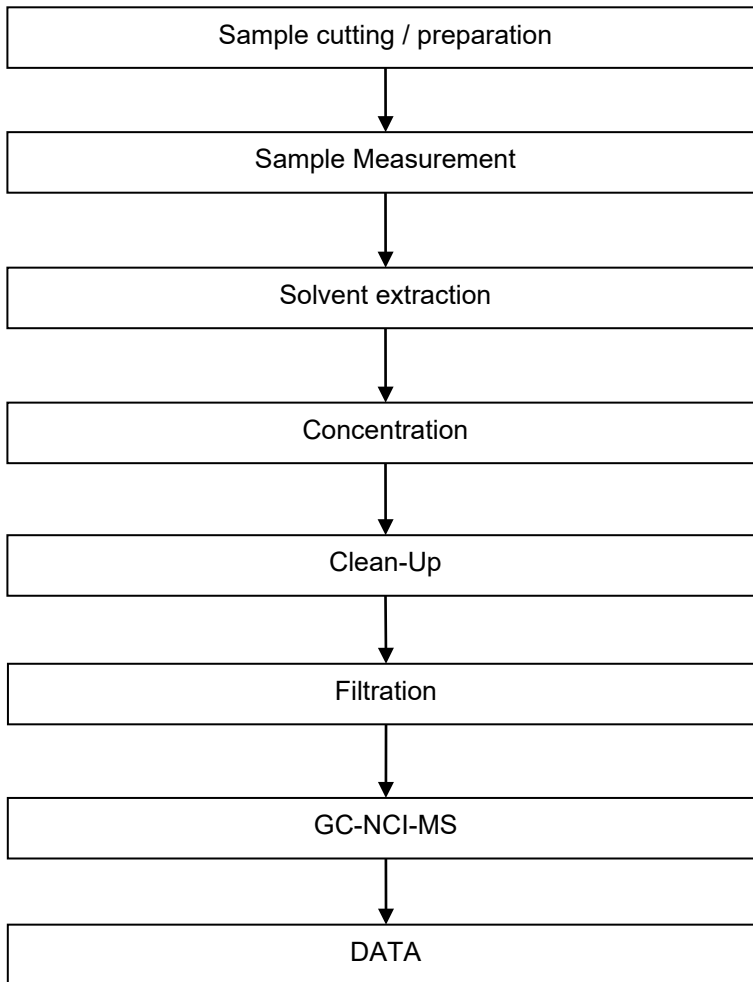 Sample cutting / preparation
Sample Measurement
Solvent extraction
Concentration
Clean-Up
Filtration
GC-NCI-MS
DATA